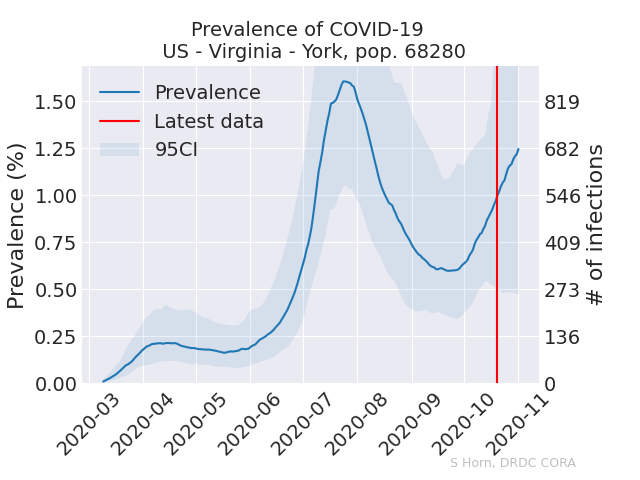 Prevalence of COVID-19
US - Virginia - York, pop. 68280
Prevalence (%)
1.50
1.25
1.00
0.75
0.50
0.25
0.00
Prevalence
Latest data
95CI
819
682
546
409
273
136
0
# of infections
2020-03
2020-04
2020-05
2020-06
2020-07
2020-08
2020-09
2020-10
2020-11
S Horn, DRDC CORA